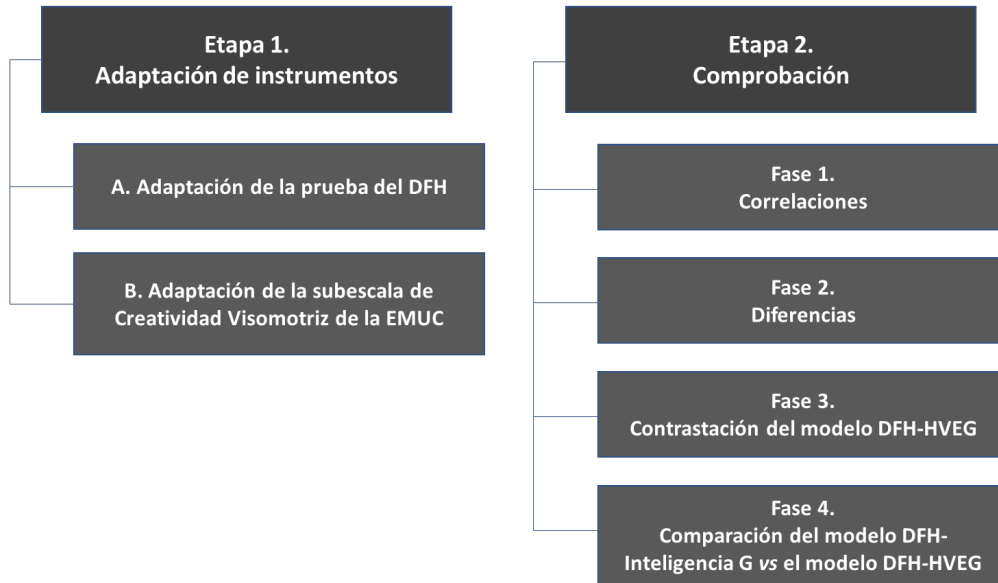 Etapa 1.
Adaptación de instrumentos
A. Adaptación de la prueba del DFH
B. Adaptación de la subescala de
Creatividad Visomotriz de la EMUC
Etapa 2.
Comprobación
Fase 1.
Correlaciones
Fase 2.
Diferencias
Fase 3.
Contrastación del modelo DFH-HVEG
Fase 4.
Comparación del modelo DFH-
Inteligencia G vs el modelo DFH-HVEG